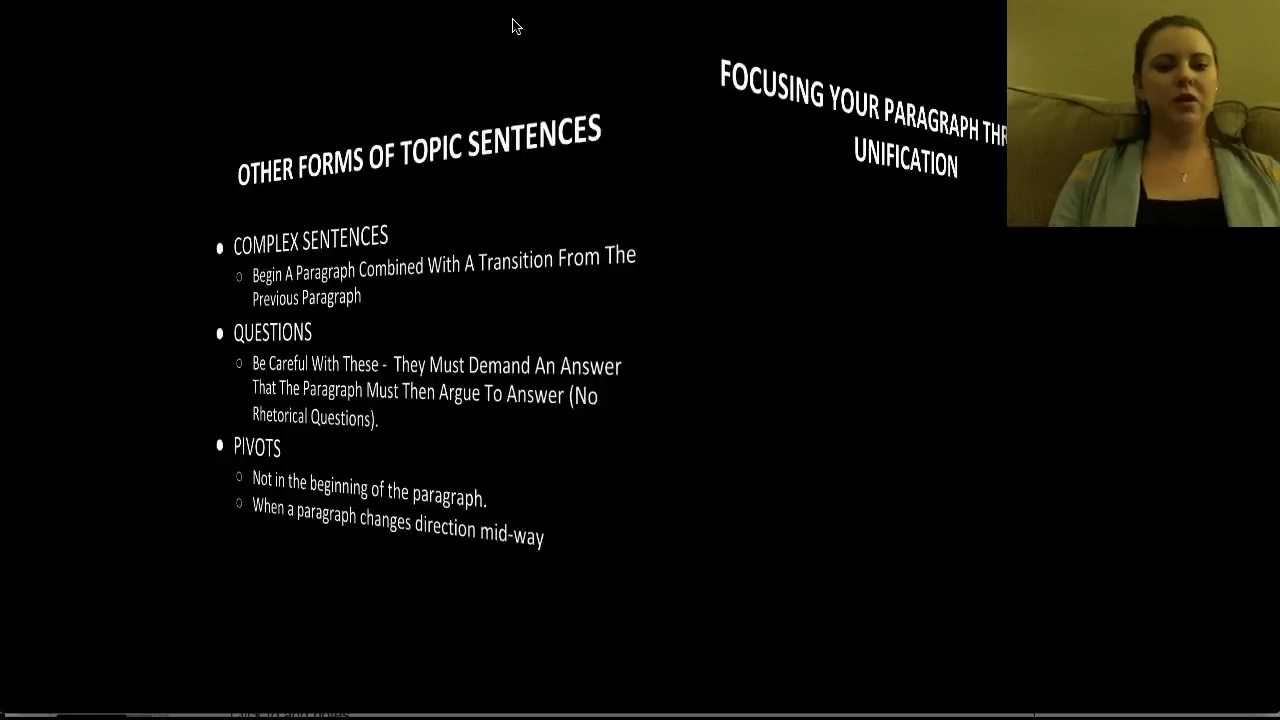 OTHER FORMS OF TOPIC SENTENCES
• COMPLEX SENTENCES
○ Begin A Paragraph Combined With A Transition From The
Previous Paragraph
• QUESTIONS
○ Be Careful With These - They Must Demand An Answer
That The Paragraph Must Then Argue To Answer (No
Rhetorical Questions).
• PIVOTS
○ Not in the beginning of the paragraph.
○ When a paragraph changes direction mid-way
FOCUSING YOUR PARAGRAPH THR
UNIFICATION